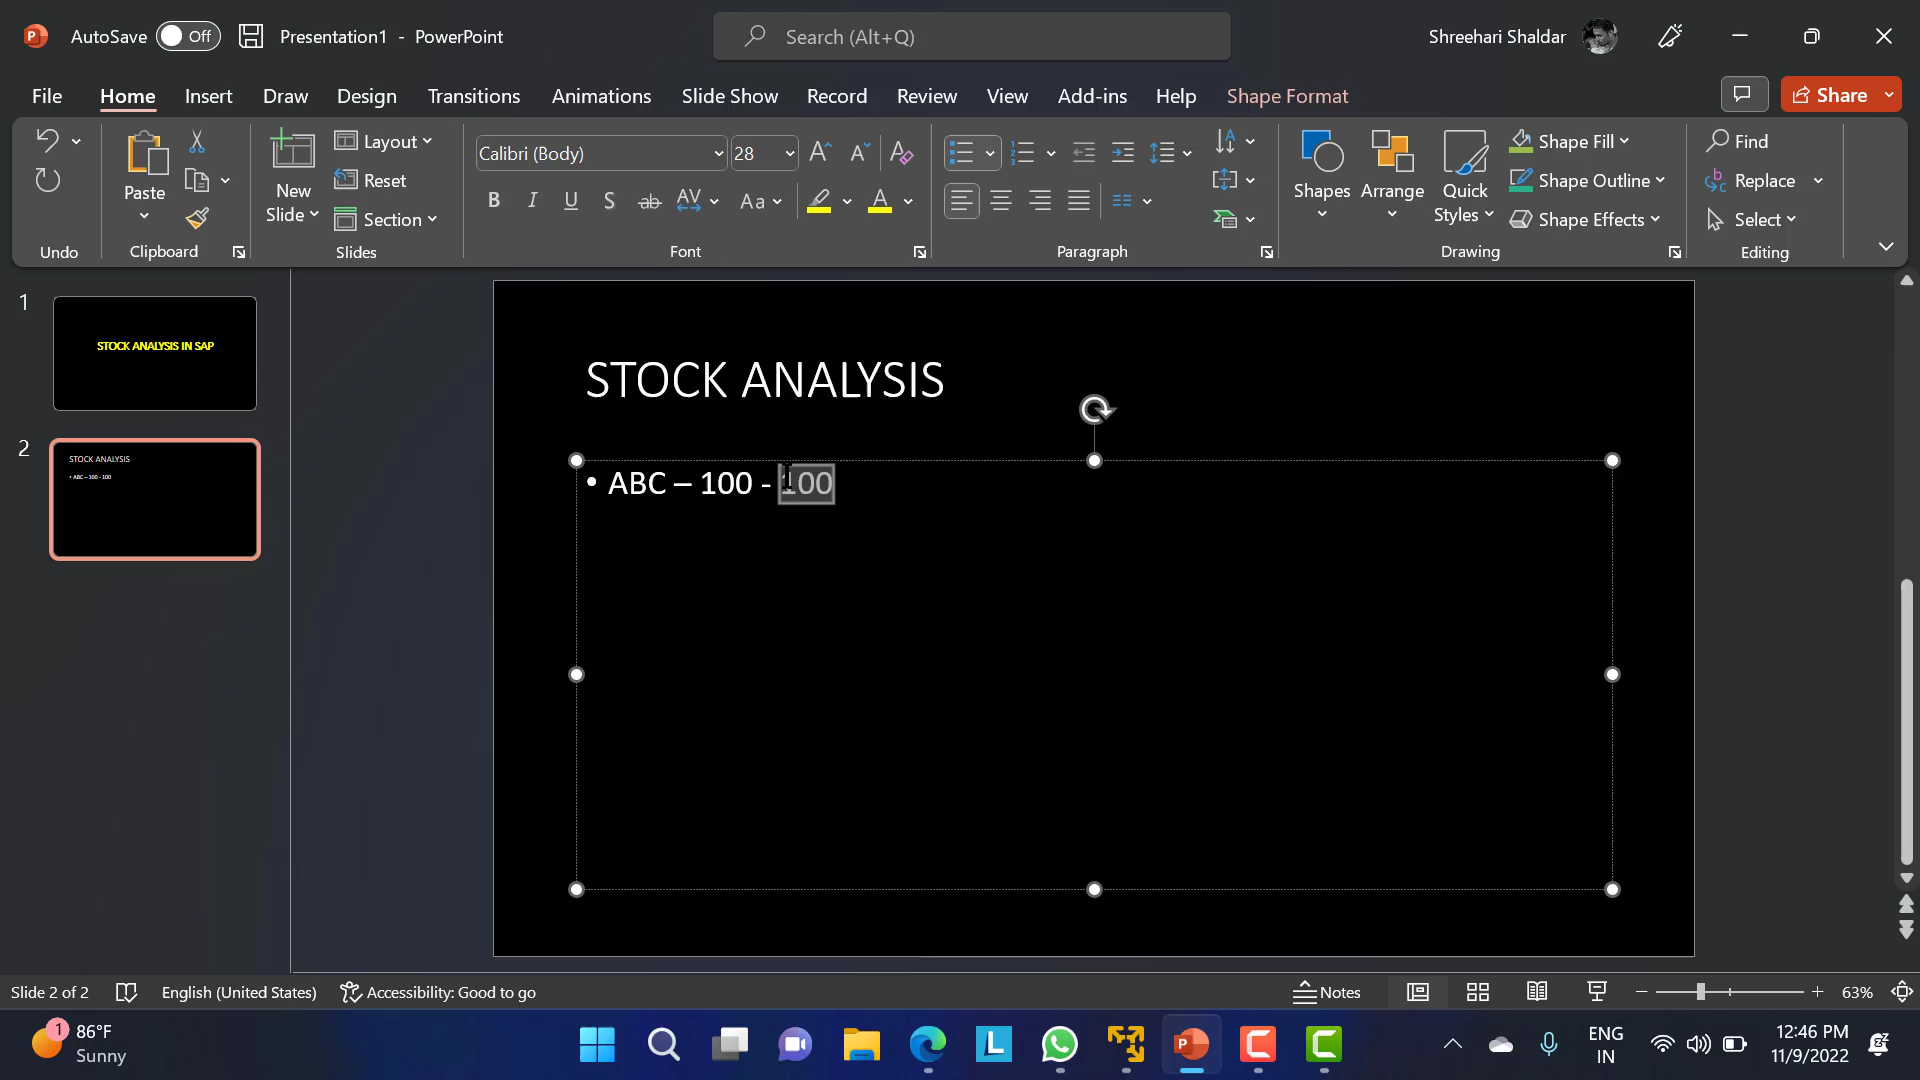 AutoSave Off Presentation1 - PowerPoint Search (Alt+Q) Shreehari Shaldar
File Home Insert Draw Design Transitions Animations Slide Show Record Review View Add-ins Help Shape Format Share
Paste New Slide Layout Reset Section
Calibri (Body) 28
B I U S ab AV Aa A
Shapes Arrange Quick Styles Shape Fill Shape Outline Shape Effects Find Replace Select
Undo Clipboard Slides Font Paragraph Drawing Editing
1
STOCK ANALYSIS IN SAP
2
STOCK ANALYSIS
• ABC – 100 - 100
STOCK ANALYSIS
• ABC – 100 - 100
Slide 2 of 2 English (United States) Accessibility: Good to go Notes 63%
1 86°F
Sunny
L P C C
ENG
IN
12:46 PM
11/9/2022